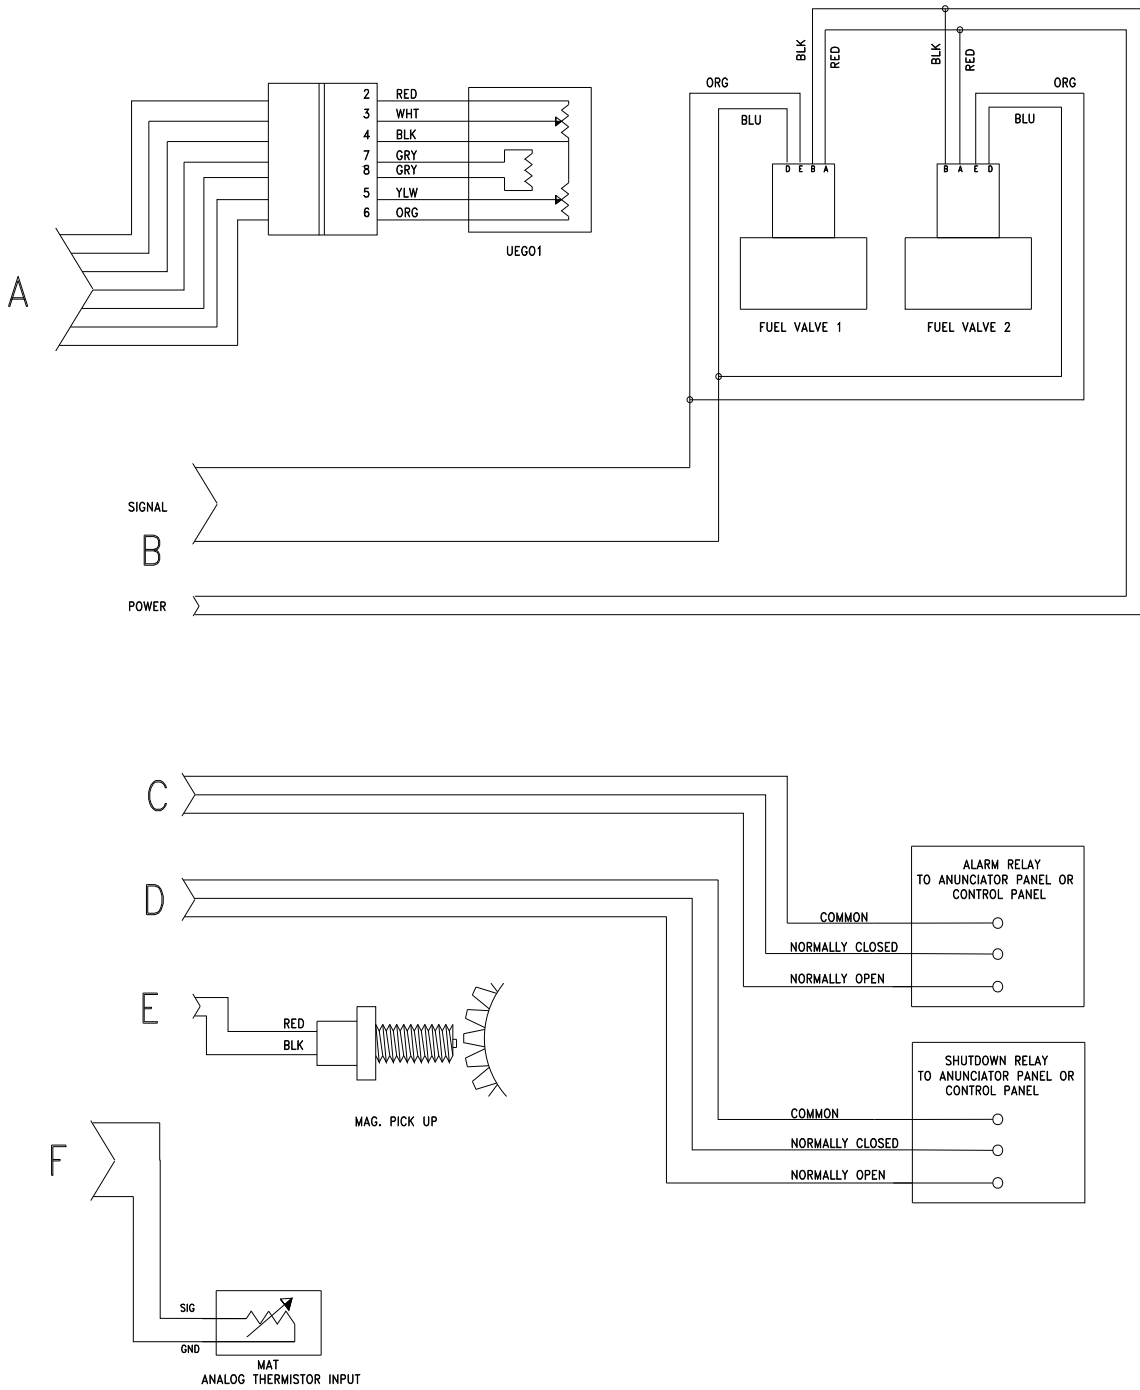 BLK
RED
BLK
RED
ORG
BLU
ORG
BLU
D E B A
B A E D
2 RED
3 WHT
4 BLK
7 GRY
8 GRY
5 YLW
6 ORG
UEGO1
A
FUEL VALVE 1
FUEL VALVE 2
SIGNAL
B
POWER
C
ALARM RELAY
TO ANUNCIATOR PANEL OR
CONTROL PANEL
COMMON
NORMALLY CLOSED
NORMALLY OPEN
D
E
RED
BLK
MAG. PICK UP
SHUTDOWN RELAY
TO ANUNCIATOR PANEL OR
CONTROL PANEL
COMMON
NORMALLY CLOSED
NORMALLY OPEN
F
SIG
GND
MAT
ANALOG THERMISTOR INPUT